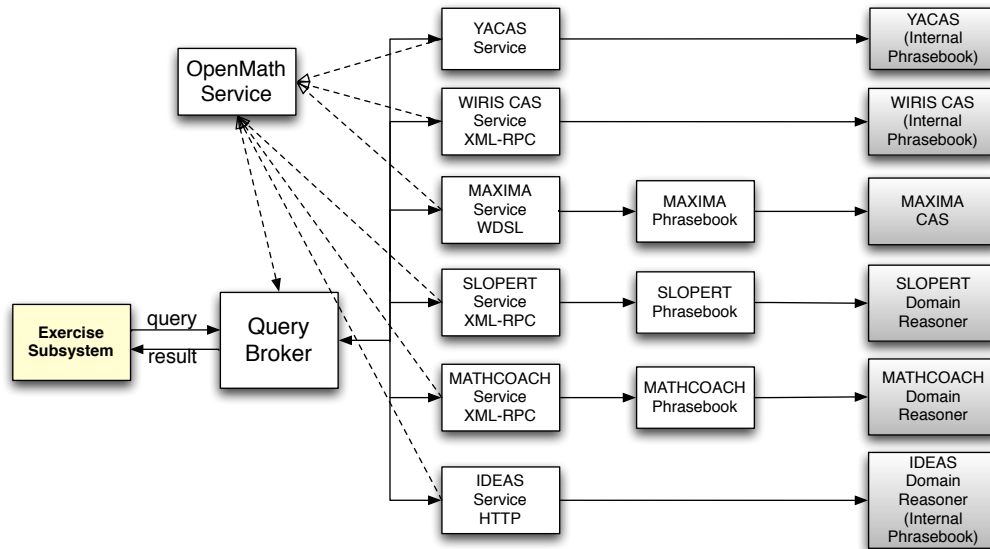 OpenMath
Service
Exercise
Subsystem
query
result
Query
Broker
YACAS
Service
YACAS
(Internal
Phrasebook)
WIRIS CAS
Service
XML-RPC
WIRIS CAS
(Internal
Phrasebook)
MAXIMA
Service
WDSL
MAXIMA
Phrasebook
MAXIMA
CAS
SLOPERT
Service
XML-RPC
SLOPERT
Phrasebook
SLOPERT
Domain
Reasoner
MATHCOACH
Service
XML-RPC
MATHCOACH
Phrasebook
MATHCOACH
Domain
Reasoner
IDEAS
Service
HTTP
IDEAS
Domain
Reasoner
(Internal
Phrasebook)